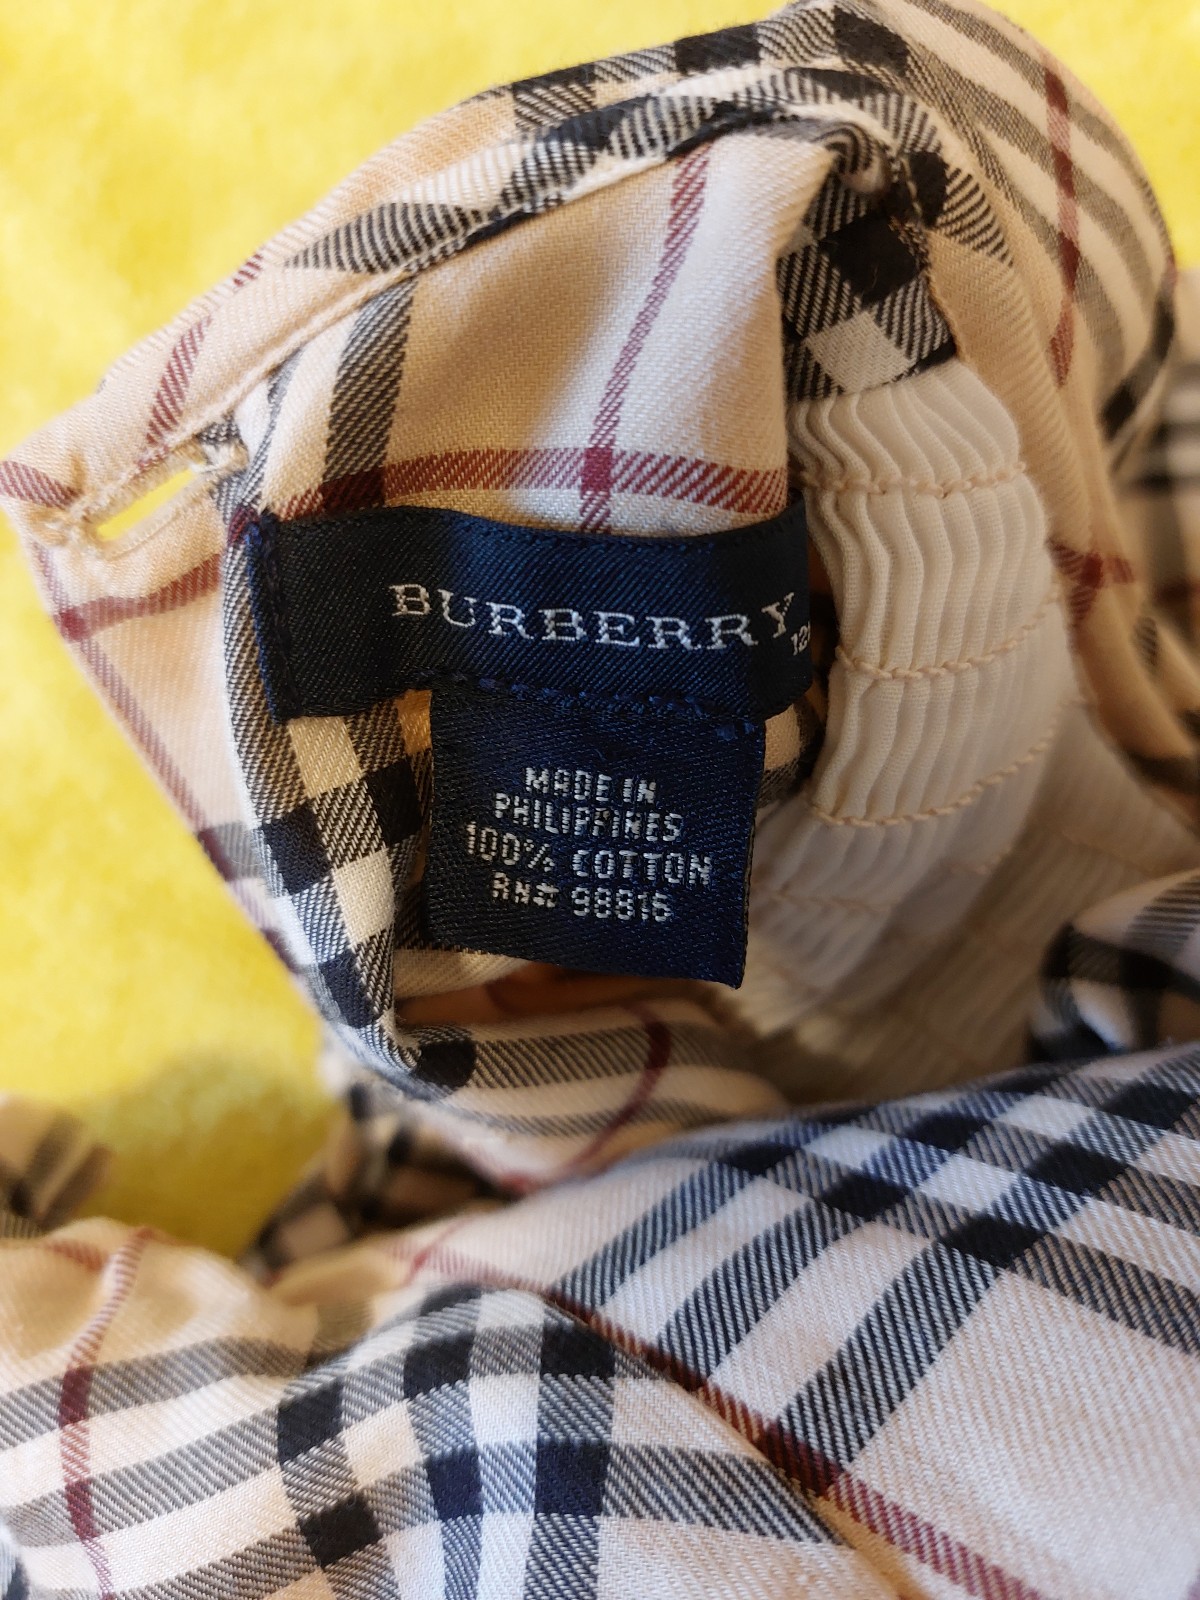 BURBERRY
MADE IN
PHILIPPINES
100% COTTON
RN# 98816